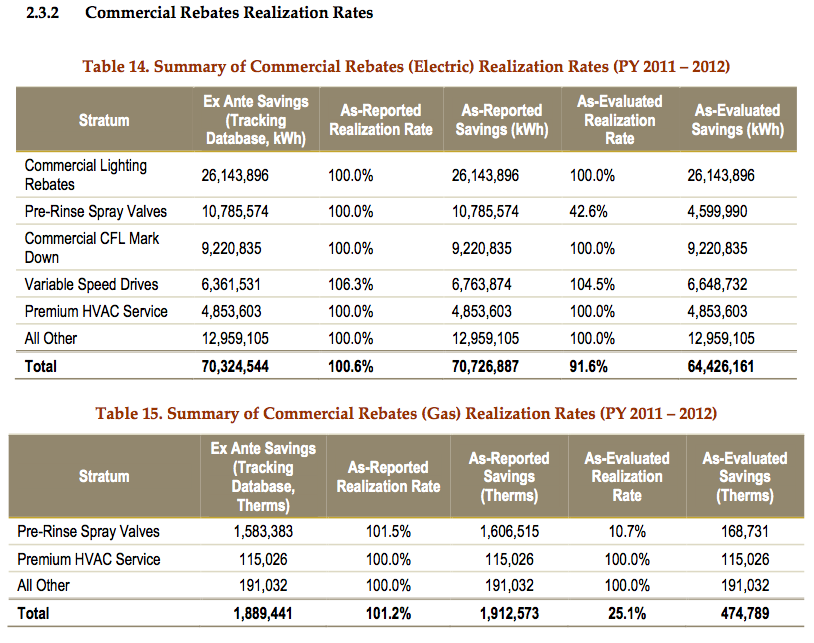 2.3.2 Commercial Rebates Realization Rates
Table 14. Summary of Commercial Rebates (Electric) Realization Rates (PY 2011 – 2012)
Stratum Ex Ante Savings (Tracking Database, kWh) As-Reported Realization Rate As-Reported Savings (kWh) As-Evaluated Realization Rate As-Evaluated Savings (kWh)
Commercial Lighting Rebates 26,143,896 100.0% 26,143,896 100.0% 26,143,896
Pre-Rinse Spray Valves 10,785,574 100.0% 10,785,574 42.6% 4,599,990
Commercial CFL Mark Down 9,220,835 100.0% 9,220,835 100.0% 9,220,835
Variable Speed Drives 6,361,531 106.3% 6,763,874 104.5% 6,648,732
Premium HVAC Service 4,853,603 100.0% 4,853,603 100.0% 4,853,603
All Other 12,959,105 100.0% 12,959,105 100.0% 12,959,105
Total 70,324,544 100.6% 70,726,887 91.6% 64,426,161
Table 15. Summary of Commercial Rebates (Gas) Realization Rates (PY 2011 – 2012)
Stratum Ex Ante Savings (Tracking Database, Therms) As-Reported Realization Rate As-Reported Savings (Therms) As-Evaluated Realization Rate As-Evaluated Savings (Therms)
Pre-Rinse Spray Valves 1,583,383 101.5% 1,606,515 10.7% 168,731
Premium HVAC Service 115,026 100.0% 115,026 100.0% 115,026
All Other 191,032 100.0% 191,032 100.0% 191,032
Total 1,889,441 101.2% 1,912,573 25.1% 474,789